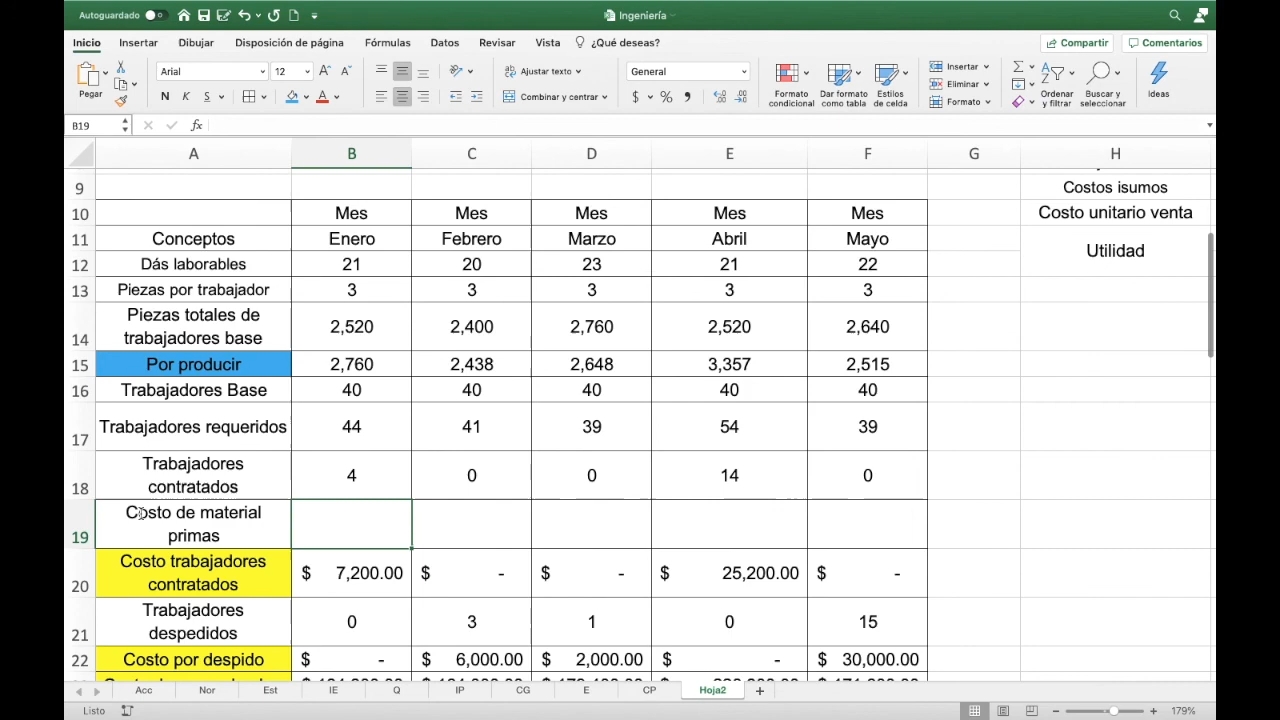 Autoguardado
Ingeniería
Inicio Insertar Dibujar Disposición de página Fórmulas Datos Revisar Vista ¿Qué deseas? Compartir Comentarios
Pegar
Arial 12
N K S
Ajustar texto
Combinar y centrar
General
$ % ,
Formato condicional
Dar formato como tabla
Estilos de celda
Insertar
Eliminar
Formato
Ordenar y filtrar
Buscar y seleccionar
Ideas
B19 fx
A B C D E F G H
9 Costos isumos
10 Mes Mes Mes Mes Mes Costo unitario venta
11 Conceptos Enero Febrero Marzo Abril Mayo Utilidad
12 Dás laborables 21 20 23 21 22
13 Piezas por trabajador 3 3 3 3 3
14 Piezas totales de trabajadores base 2,520 2,400 2,760 2,520 2,640
15 Por producir 2,760 2,438 2,648 3,357 2,515
16 Trabajadores Base 40 40 40 40 40
17 Trabajadores requeridos 44 41 39 54 39
18 Trabajadores contratados 4 0 0 14 0
19 Costo de material primas
20 Costo trabajadores contratados $ 7,200.00 $ - $ - $ 25,200.00 $ -
21 Trabajadores despedidos 0 3 1 0 15
22 Costo por despido $ - $ 6,000.00 $ 2,000.00 $ - $ 30,000.00
Acc Nor Est IE Q IP CG E CP Hoja2 +
Listo 179%